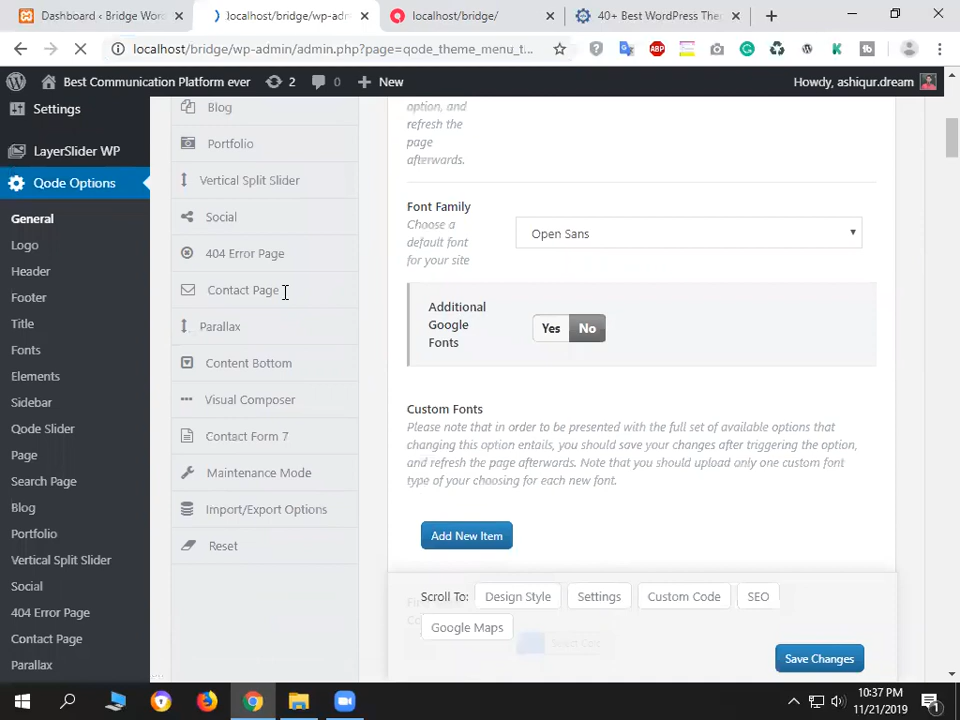 Dashboard ‹ Bridge Wor
localhost/bridge/wp-adm
localhost/bridge/
40+ Best WordPress The
localhost/bridge/wp-admin/admin.php?page=qode_theme_menu_t...
Best Communication Platform ever
2
0
New
Howdy, ashiqur.dream
Settings
LayerSlider WP
Qode Options
General
Logo
Header
Footer
Title
Fonts
Elements
Sidebar
Qode Slider
Page
Search Page
Blog
Portfolio
Vertical Split Slider
Social
404 Error Page
Contact Page
Parallax
Blog
Portfolio
Vertical Split Slider
Social
404 Error Page
Contact Page
Parallax
Content Bottom
Visual Composer
Contact Form 7
Maintenance Mode
Import/Export Options
Reset
option, and
refresh the
page
afterwards.
Font Family
Choose a
default font
for your site
Open Sans
Additional
Google
Fonts
Yes
No
Custom Fonts
Please note that in order to be presented with the full set of available options that
changing this option entails, you should save your changes after triggering the option,
and refresh the page afterwards. Note that you should upload only one custom font
type of your choosing for each new font.
Add New Item
Scroll To:
Design Style
Settings
Custom Code
SEO
Google Maps
Save Changes
ABP
10:37 PM
11/21/2019
1